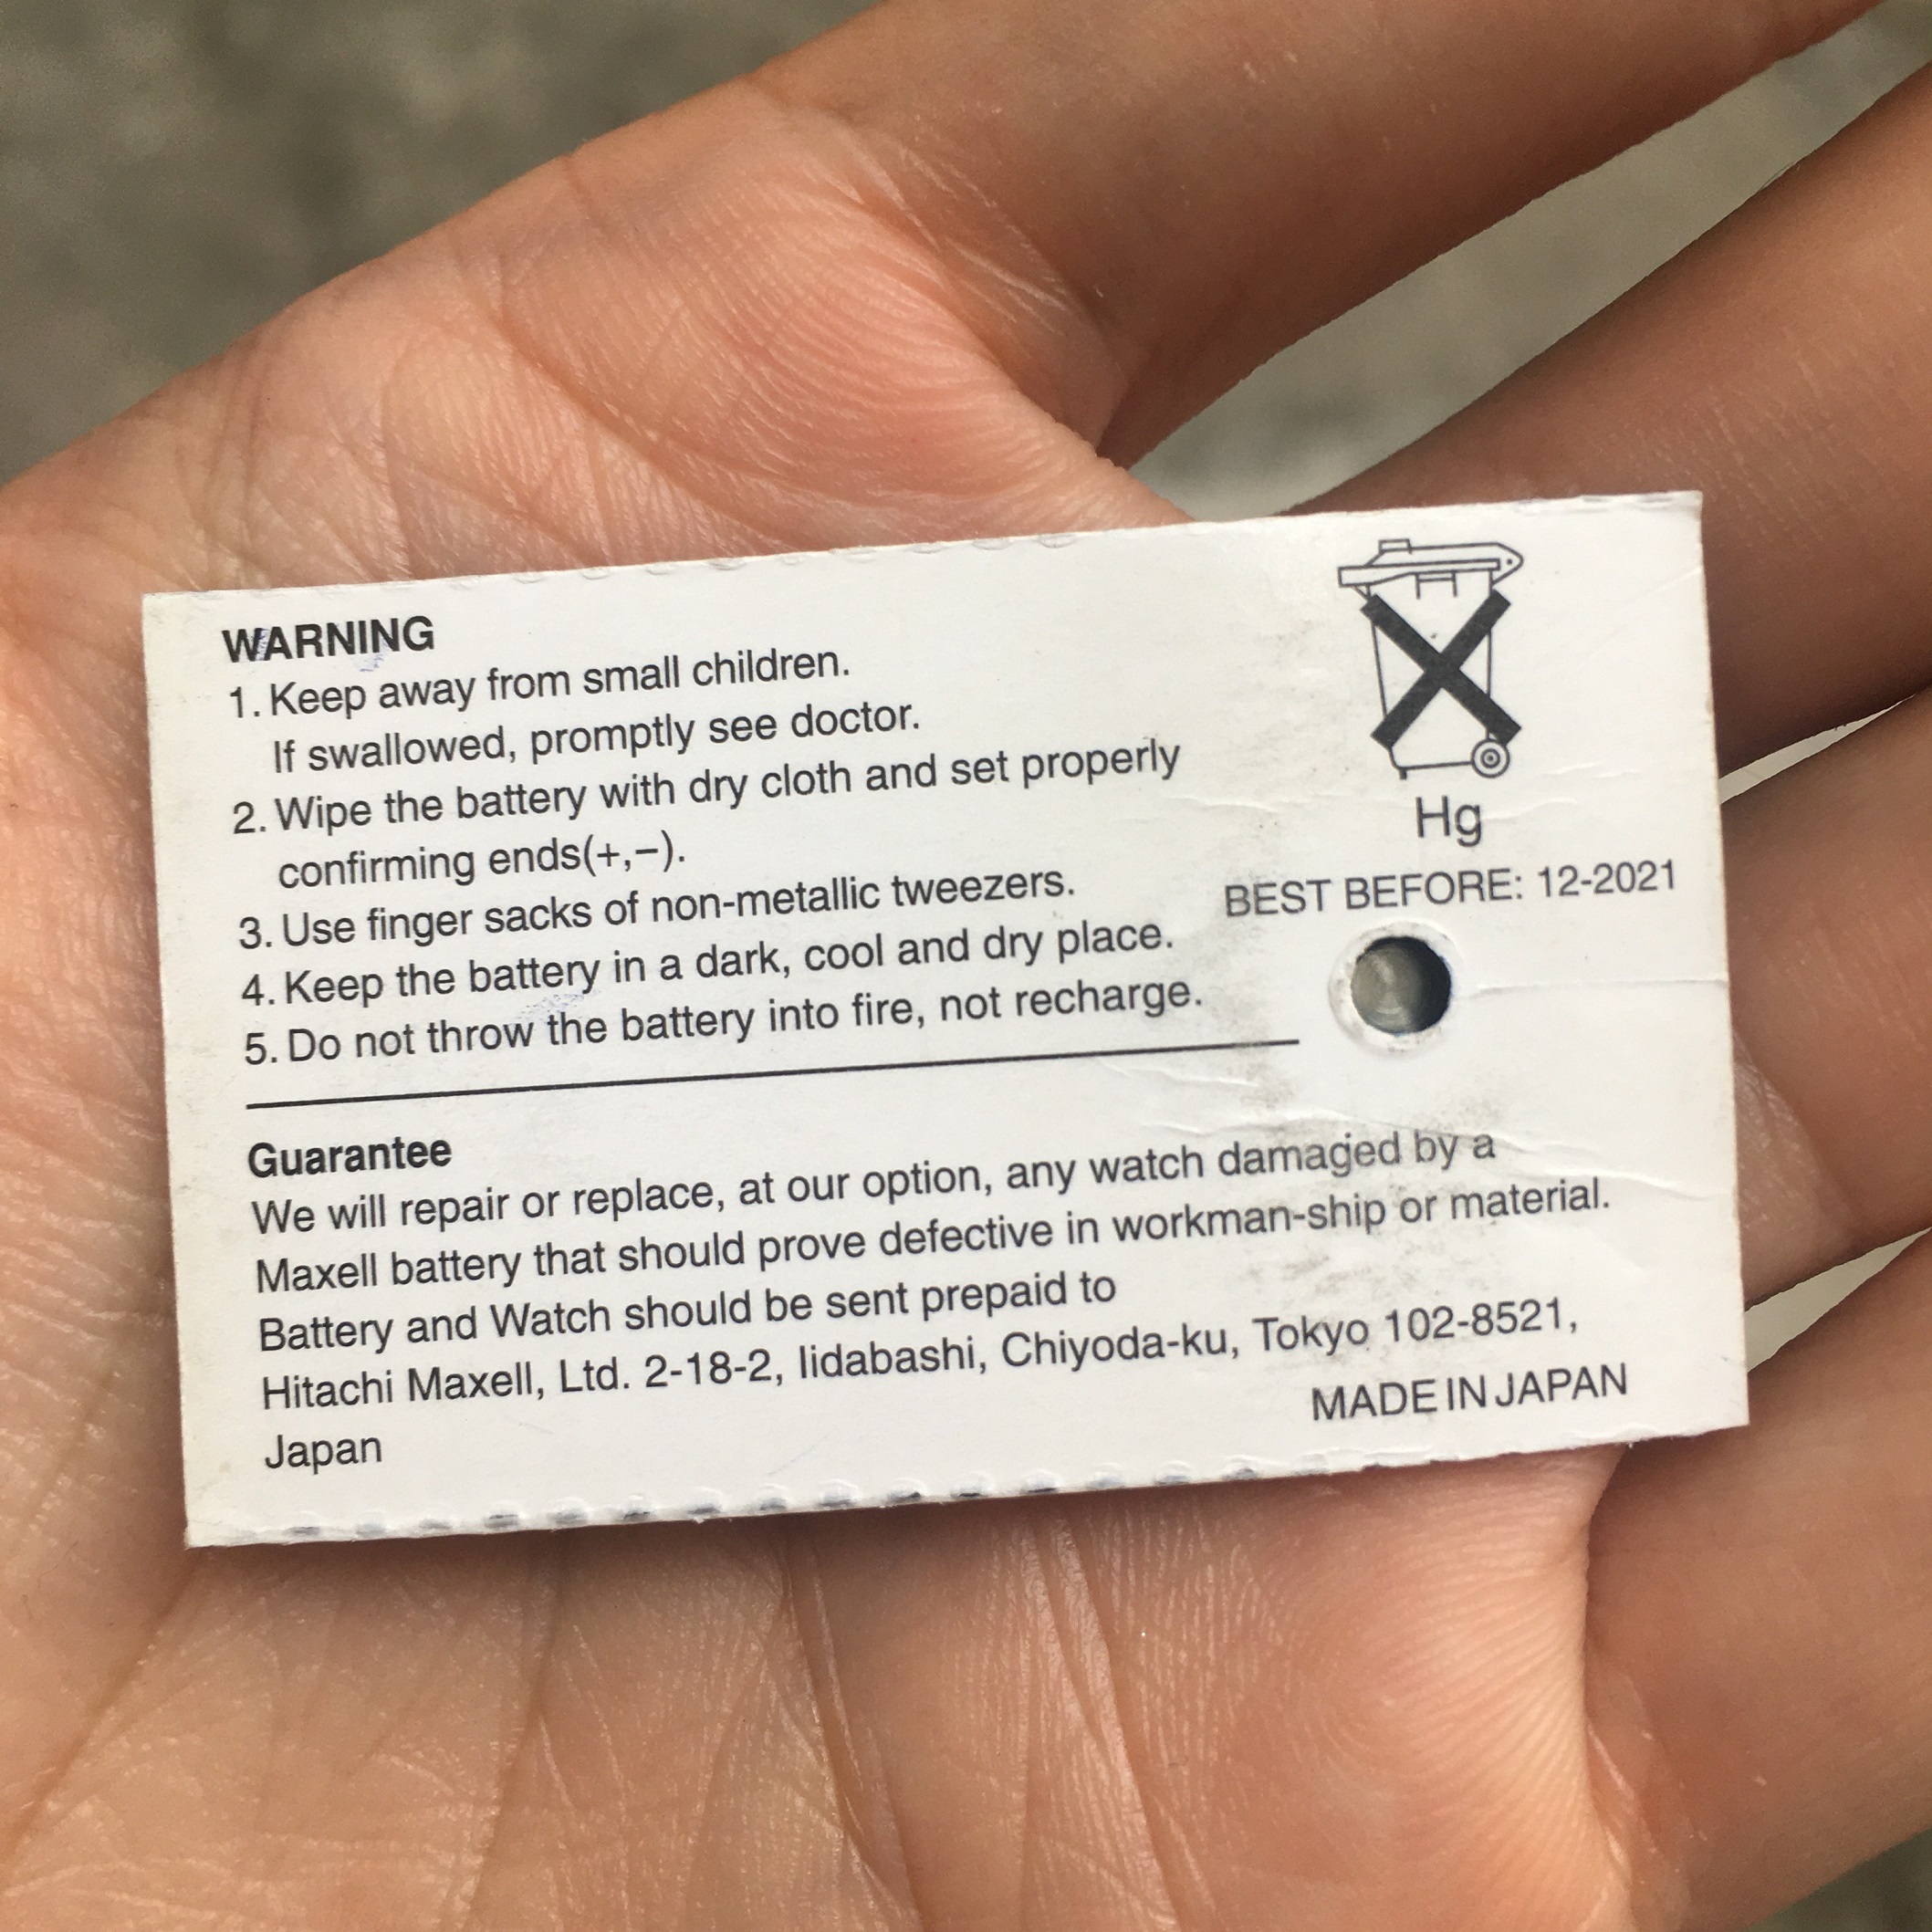 WARNING
1. Keep away from small children.
If swallowed, promptly see doctor.
2. Wipe the battery with dry cloth and set properly
confirming ends(+,−).
3. Use finger sacks of non-metallic tweezers.
4. Keep the battery in a dark, cool and dry place.
5. Do not throw the battery into fire, not recharge.
Hg
BEST BEFORE: 12-2021
Guarantee
We will repair or replace, at our option, any watch damaged by a
Maxell battery that should prove defective in workman-ship or material.
Battery and Watch should be sent prepaid to
Hitachi Maxell, Ltd. 2-18-2, Iidabashi, Chiyoda-ku, Tokyo 102-8521,
Japan
MADE IN JAPAN